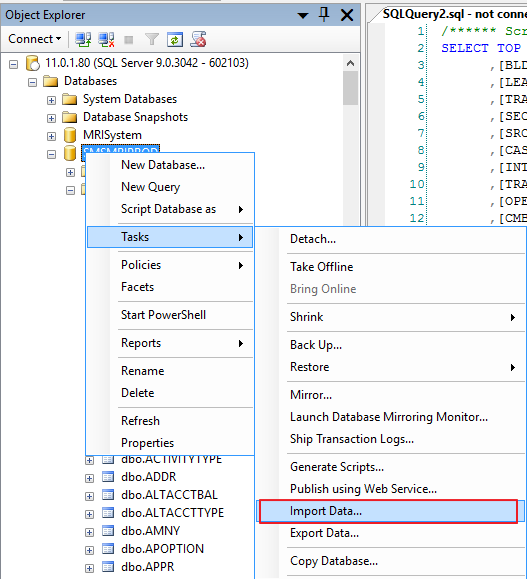 Object Explorer
Connect
11.0.1.80 (SQL Server 9.0.3042 - 602103)
Databases
System Databases
Database Snapshots
MRISystem
SMSMRIPROD
New Database...
New Query
Script Database as
Tasks
Policies
Facets
Start PowerShell
Reports
Rename
Delete
Refresh
Properties
Detach...
Take Offline
Bring Online
Shrink
Back Up...
Restore
Mirror...
Launch Database Mirroring Monitor...
Ship Transaction Logs...
Generate Scripts...
Publish using Web Service...
Import Data...
Export Data...
Copy Database...
dbo.ACTIVITYTYPE
dbo.ADDR
dbo.ALTACCTBAL
dbo.ALTACCTTYPE
dbo.AMNY
dbo.APOPTION
dbo.APPR
SQLQuery2.sql - not conne
1 /****** Scr
2 SELECT TOP
3 ,[BLD
4 ,[LEA
5 ,[TRA
6 ,[SEC
7 ,[SRC
8 ,[CAS
9 ,[INT
10 ,[TRA
11 ,[OPE
12 ,[CMB